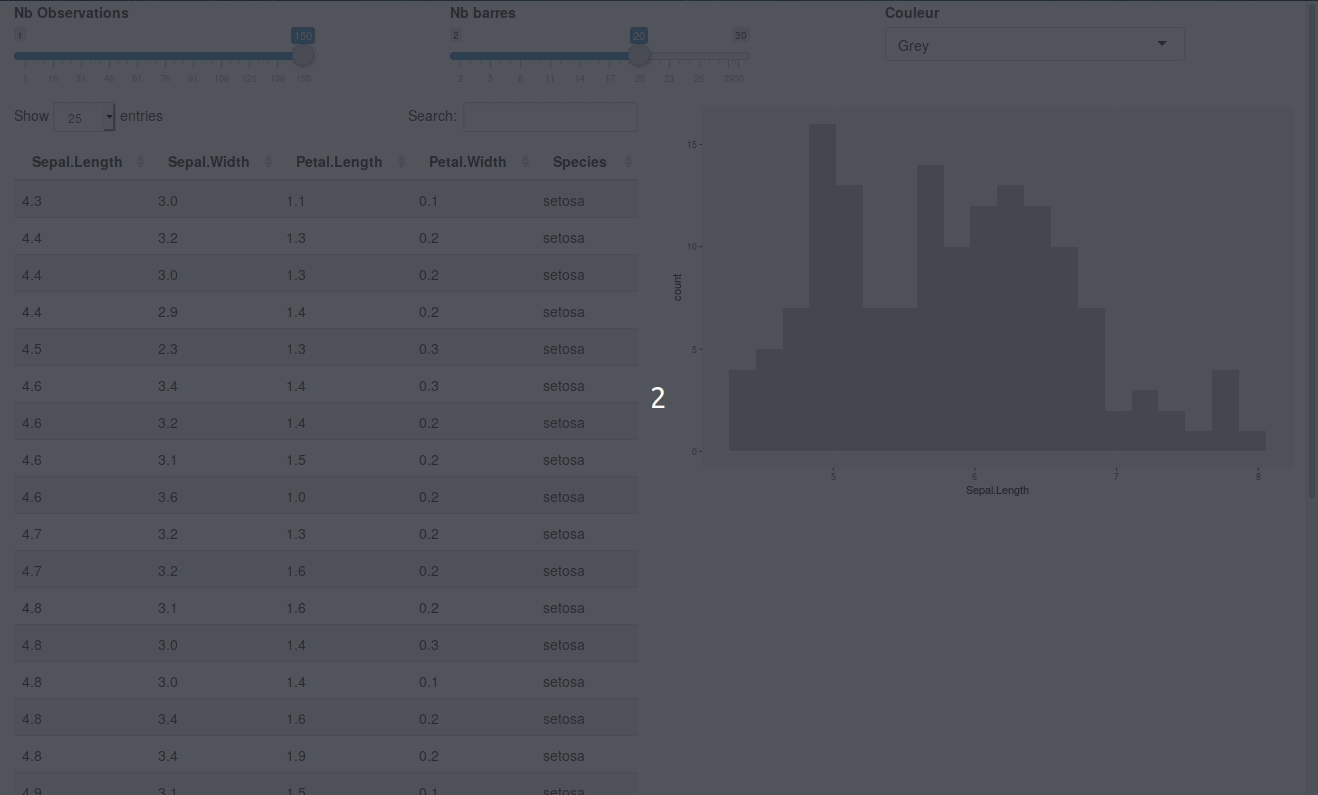 Nb Observations Nb barres Couleur
1 150 2 20 30 Grey
1 16 31 46 61 76 91 106 121 136 150 2 5 8 11 14 17 20 23 26 2930
Show 25 entries Search:
Sepal.Length Sepal.Width Petal.Length Petal.Width Species
4.3 3.0 1.1 0.1 setosa
4.4 3.2 1.3 0.2 setosa
4.4 3.0 1.3 0.2 setosa
4.4 2.9 1.4 0.2 setosa
4.5 2.3 1.3 0.3 setosa
4.6 3.4 1.4 0.3 setosa
4.6 3.2 1.4 0.2 setosa
4.6 3.1 1.5 0.2 setosa
4.6 3.6 1.0 0.2 setosa
4.7 3.2 1.3 0.2 setosa
4.7 3.2 1.6 0.2 setosa
4.8 3.1 1.6 0.2 setosa
4.8 3.0 1.4 0.3 setosa
4.8 3.0 1.4 0.1 setosa
4.8 3.4 1.6 0.2 setosa
4.8 3.4 1.9 0.2 setosa
4.9 3.1 1.5 0.1 setosa
2
15
10
count
5
0
5 6 7 8
Sepal.Length